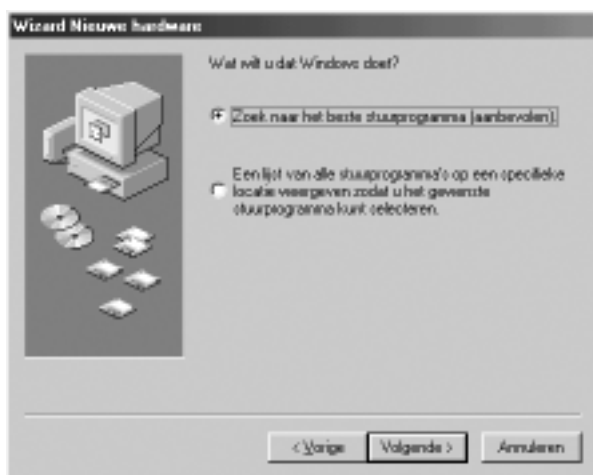 Wizard Nieuwe hardware
Wat wilt u dat Windows doet?
Zoek naar het beste stuurprogramma (aanbevolen).
Een lijst van alle stuurprogramma's op een specifieke
locatie weergeven zodat u het gewenste
stuurprogramma kunt selecteren.
< Vorige
Volgende >
Annuleren